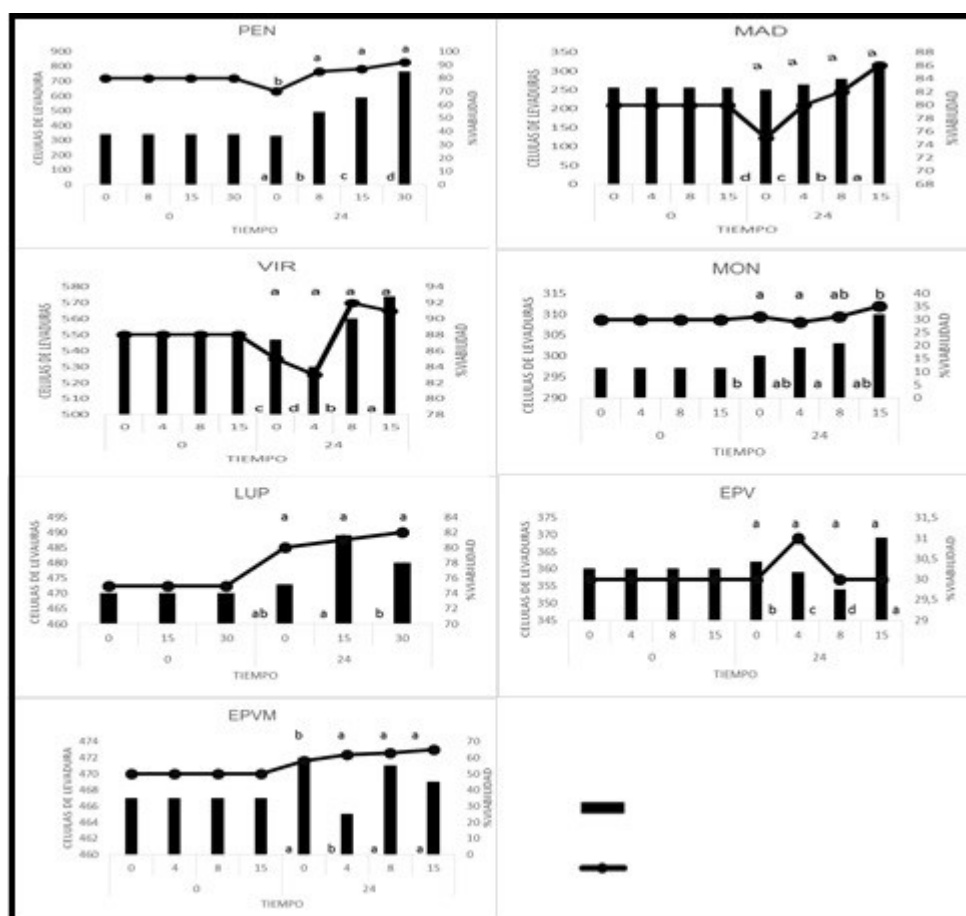 PEN
CELULAS DE LEVADURA
900
800
700
600
500
400
300
200
100
0
100
90
80
70
60
50
40
30
20
10
0
%VIABILIDAD
b a a a
a b c d
0 8 15 30 0 8 15 30
0 24
TIEMPO
MAD
CELULAS DE LEVADURAS
350
300
250
200
150
100
50
0
88
86
84
82
80
78
76
74
72
70
68
%VIABILIDAD
a a a a
d c b a
0 4 8 15 0 4 8 15
0 24
TIEMPO
VIR
CELULAS DE LEVADURAS
580
570
560
550
540
530
520
510
500
94
92
90
88
86
84
82
80
78
%VIABILIDAD
a a a a
c d b a
0 4 8 15 0 4 8 15
0 24
TIEMPO
MON
CELULAS DE LEVADURAS
315
310
305
300
295
290
40
35
30
25
20
15
10
5
0
%VIABILIDAD
a a ab b
b ab a ab
0 4 8 15 0 4 8 15
0 24
TIEMPO
LUP
CELULAS DE LEVAURAS
495
490
485
480
475
470
465
460
84
82
80
78
76
74
72
70
%VIABILIDAD
a a a
ab a b
0 15 30 0 15 30
0 24
TIEMPO
EPV
CELULAS DE LEVADURAS
375
370
365
360
355
350
345
31,5
31
30,5
30
29,5
29
%VIABILIDAD
a a a a
b c d a
0 4 8 15 0 4 8 15
0 24
TIEMPO
EPVM
CELULAS DE LEVADURA
474
472
470
468
466
464
462
460
70
60
50
40
30
20
10
0
%VIABILIDAD
b a a a
a b a a
0 4 8 15 0 4 8 15
0 24
TIEMPO